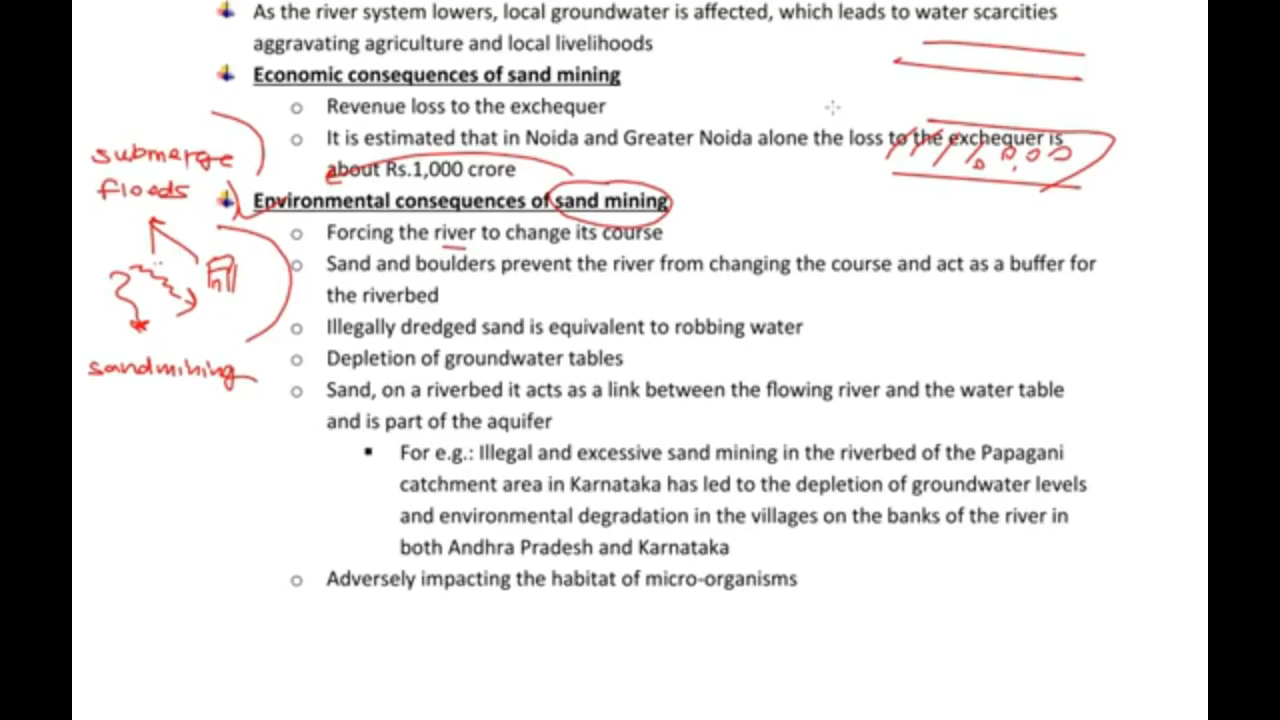 As the river system lowers, local groundwater is affected, which leads to water scarcities
aggravating agriculture and local livelihoods
Economic consequences of sand mining
o Revenue loss to the exchequer
o It is estimated that in Noida and Greater Noida alone the loss to the exchequer is
about Rs.1,000 crore
submerge
floods
Environmental consequences of sand mining
o Forcing the river to change its course
o Sand and boulders prevent the river from changing the course and act as a buffer for
the riverbed
o Illegally dredged sand is equivalent to robbing water
o Depletion of groundwater tables
sandmining
o Sand, on a riverbed it acts as a link between the flowing river and the water table
and is part of the aquifer
▪ For e.g.: Illegal and excessive sand mining in the riverbed of the Papagani
catchment area in Karnataka has led to the depletion of groundwater levels
and environmental degradation in the villages on the banks of the river in
both Andhra Pradesh and Karnataka
o Adversely impacting the habitat of micro-organisms